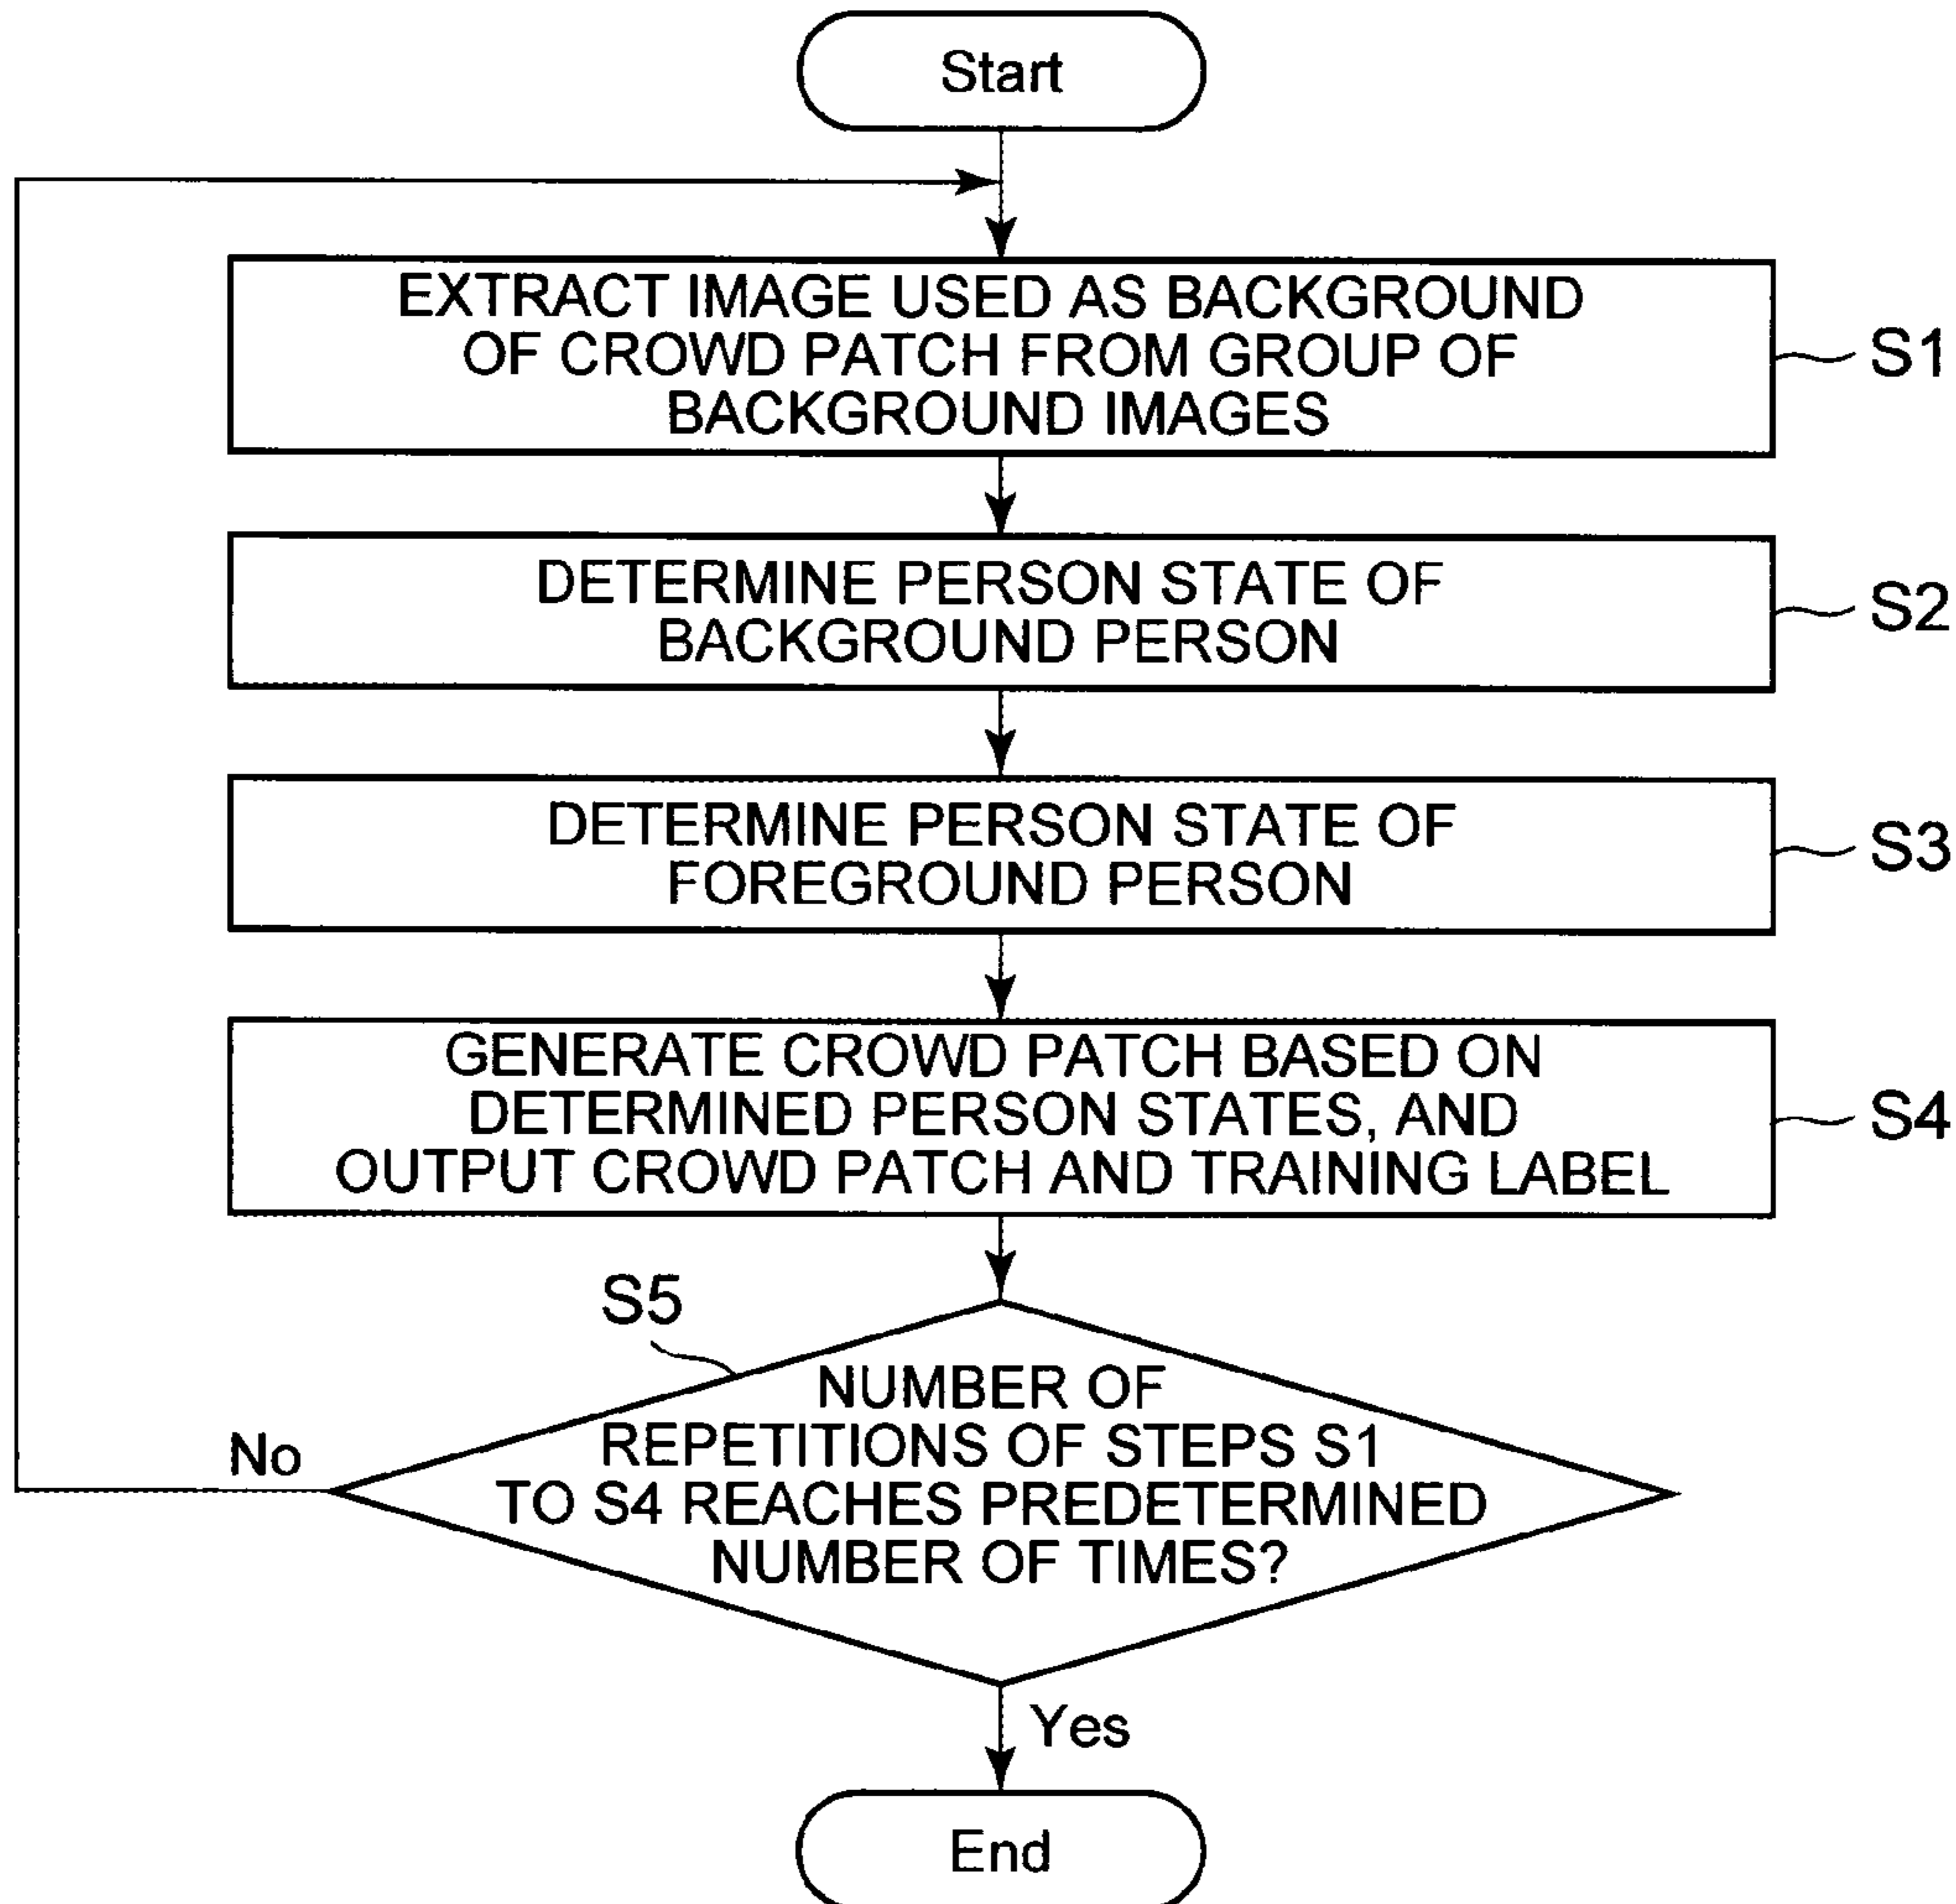 Start
EXTRACT IMAGE USED AS BACKGROUND
OF CROWD PATCH FROM GROUP OF
BACKGROUND IMAGES
S1
DETERMINE PERSON STATE OF
BACKGROUND PERSON
S2
DETERMINE PERSON STATE OF
FOREGROUND PERSON
S3
GENERATE CROWD PATCH BASED ON
DETERMINED PERSON STATES, AND
OUTPUT CROWD PATCH AND TRAINING LABEL
S4
S5
NUMBER OF
REPETITIONS OF STEPS S1
TO S4 REACHES PREDETERMINED
NUMBER OF TIMES?
No
Yes
End